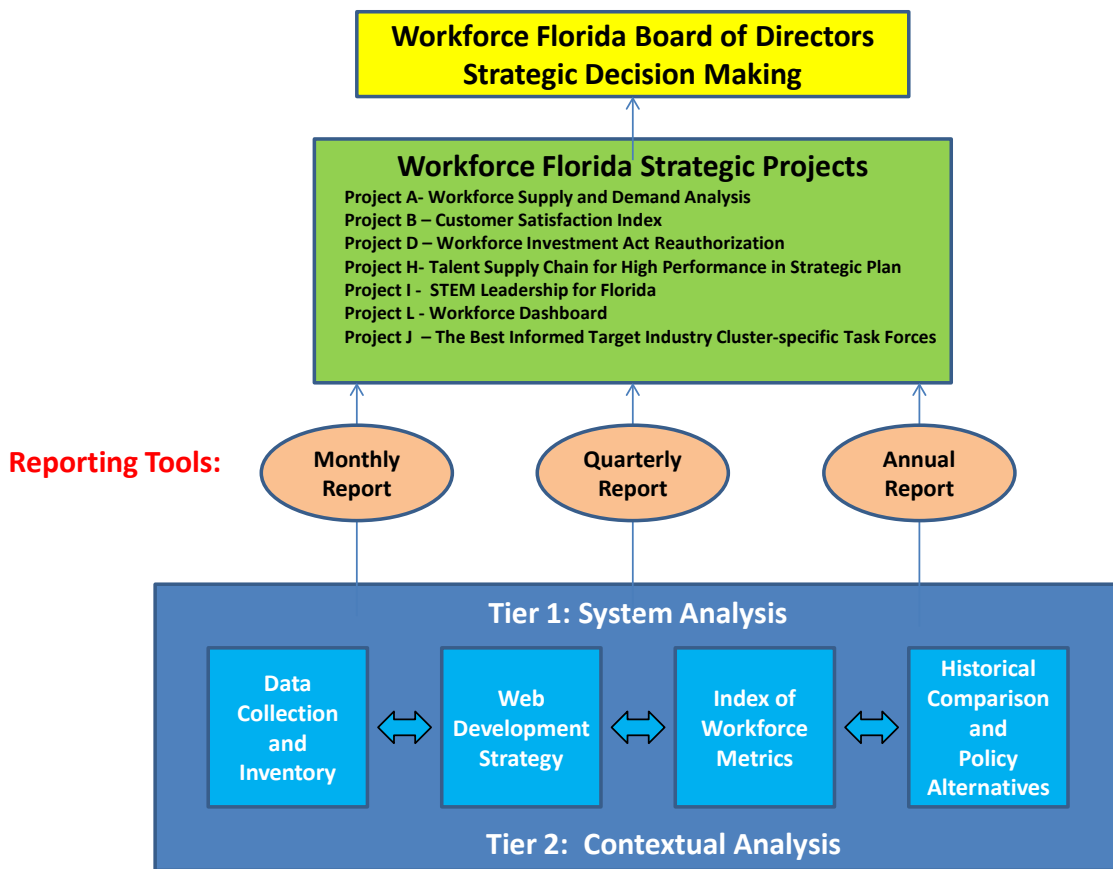 Workforce Florida Board of Directors
Strategic Decision Making
Workforce Florida Strategic Projects
Project A- Workforce Supply and Demand Analysis
Project B – Customer Satisfaction Index
Project D – Workforce Investment Act Reauthorization
Project H- Talent Supply Chain for High Performance in Strategic Plan
Project I - STEM Leadership for Florida
Project L - Workforce Dashboard
Project J – The Best Informed Target Industry Cluster-specific Task Forces
Reporting Tools:
Monthly
Report
Quarterly
Report
Annual
Report
Tier 1: System Analysis
Data
Collection
and
Inventory
Web
Development
Strategy
Index of
Workforce
Metrics
Historical
Comparison
and
Policy
Alternatives
Tier 2: Contextual Analysis